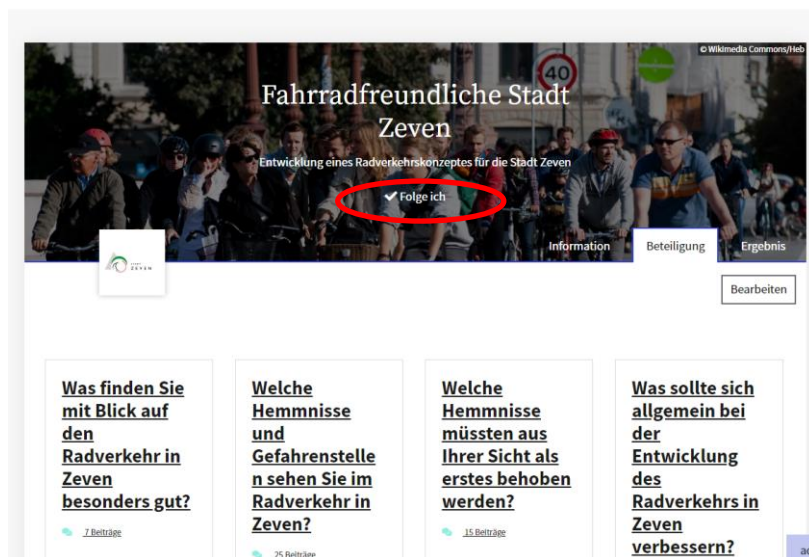 © Wikimedia Commons/Heb
40
Fahrradfreundliche Stadt
Zeven
Entwicklung eines Radverkehrskonzeptes für die Stadt Zeven
Folge ich
Information
Beteiligung
Ergebnis
ZEVEN
Bearbeiten
Was finden Sie
mit Blick auf
den
Radverkehr in
Zeven
besonders gut?
7 Beiträge
Welche
Hemmnisse
und
Gefahrenstelle
n sehen Sie im
Radverkehr in
Zeven?
25 Beiträge
Welche
Hemmnisse
müssten aus
Ihrer Sicht als
erstes behoben
werden?
15 Beiträge
Was sollte sich
allgemein bei
der
Entwicklung
des
Radverkehrs in
Zeven
verbessern?